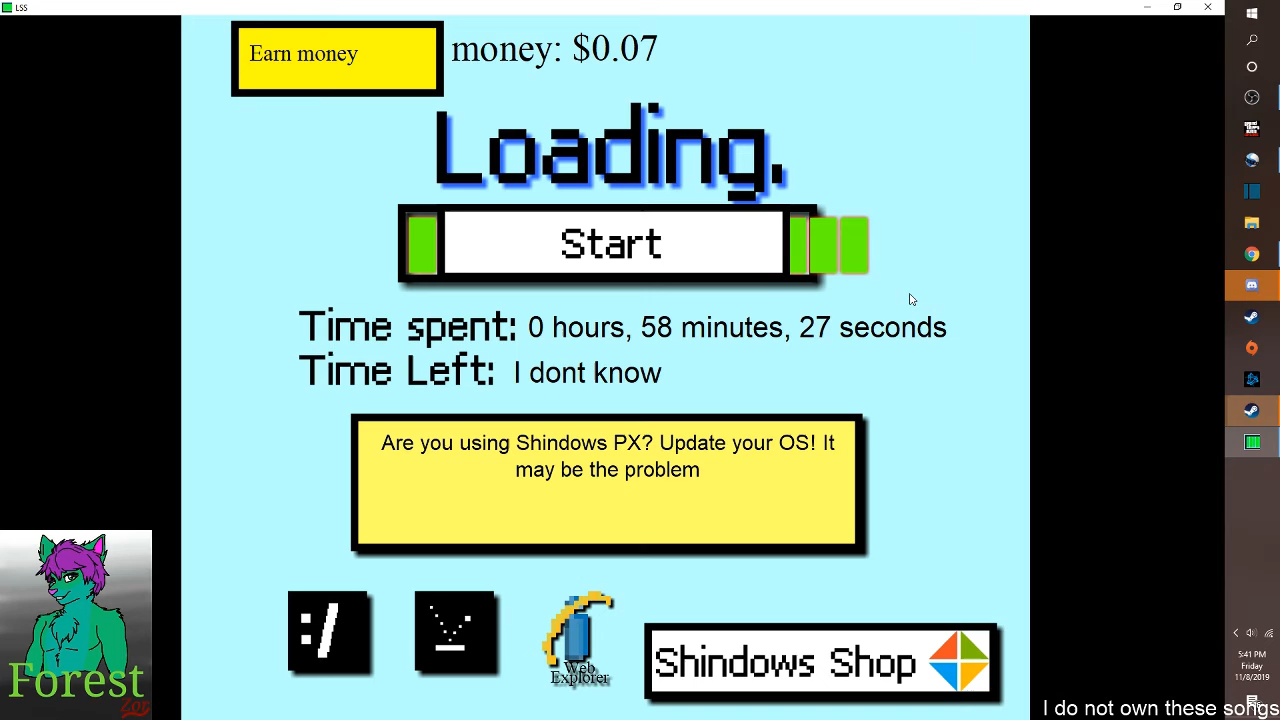 LSS
Earn money
money: $0.07
Loading.
Start
Time spent: 0 hours, 58 minutes, 27 seconds
Time Left: I dont know
Are you using Shindows PX? Update your OS! It
may be the problem
:/
Web
Explorer
Shindows Shop
Forest
Zor
5:41 PM
Friday
11/8/2019
I do not own these songs